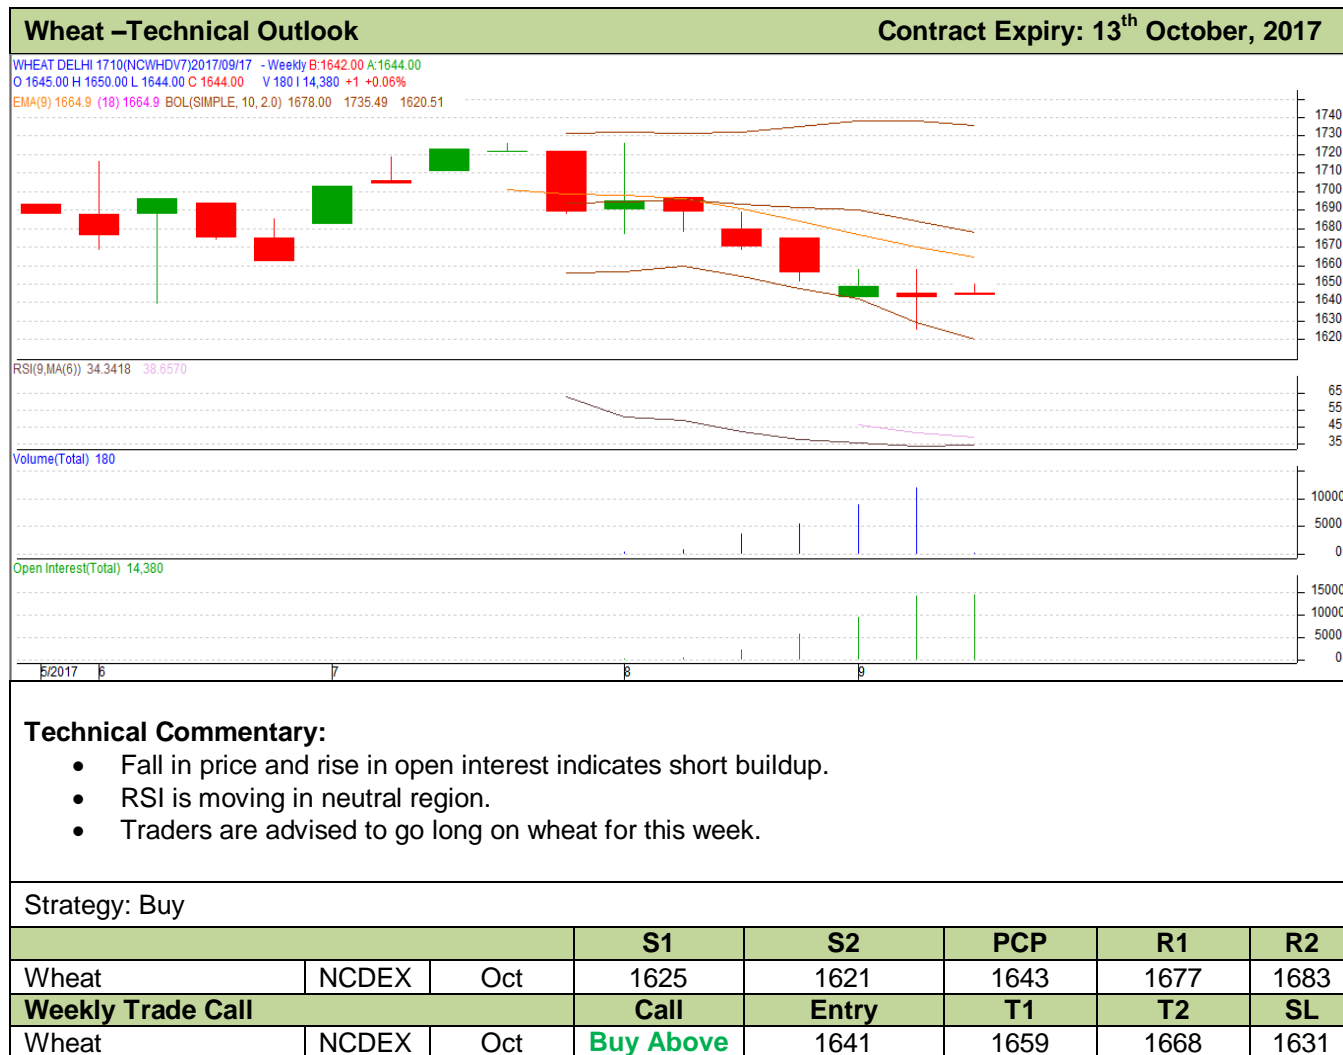 Wheat –Technical Outlook Contract Expiry: 13th October, 2017
WHEAT DELHI 1710(NCWHDV7)2017/09/17 - Weekly B:1642.00 A:1644.00
O 1645.00 H 1650.00 L 1644.00 C 1644.00 V 180 I 14,380 +1 +0.06%
EMA(9) 1664.9 (18) 1664.9 BOL(SIMPLE, 10, 2.0) 1678.00 1735.49 1620.51
1740
1730
1720
1710
1700
1690
1680
1670
1660
1650
1640
1630
1620
RSI(9,MA(6)) 34.3418 38.6570
65
55
45
35
Volume(Total) 180
10000
5000
0
Open Interest(Total) 14,380
15000
10000
5000
0
5/2017 6 7 8 9
Technical Commentary:
• Fall in price and rise in open interest indicates short buildup.
• RSI is moving in neutral region.
• Traders are advised to go long on wheat for this week.
Strategy: Buy
S1 S2 PCP R1 R2
Wheat NCDEX Oct 1625 1621 1643 1677 1683
Weekly Trade Call Call Entry T1 T2 SL
Wheat NCDEX Oct Buy Above 1641 1659 1668 1631